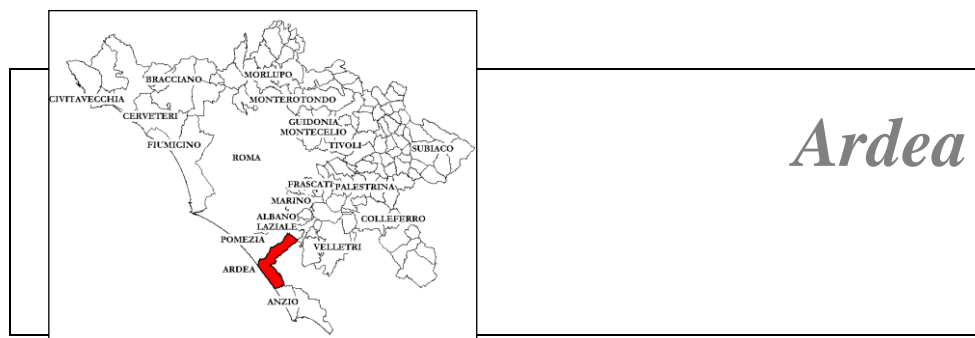 Ardea
MORLUPO
BRACCIANO
CIVITAVECCHIA
MONTEROTONDO
CERVETERI
GUIDONIA
MONTECELIO
FIUMICINO
TIVOLI
SUBIACO
ROMA
FRASCATI
PALESTRINA
MARINO
ALBANO
LAZIALE
COLLEFERRO
POMEZIA
VELLETRI
ARDEA
ANZIO